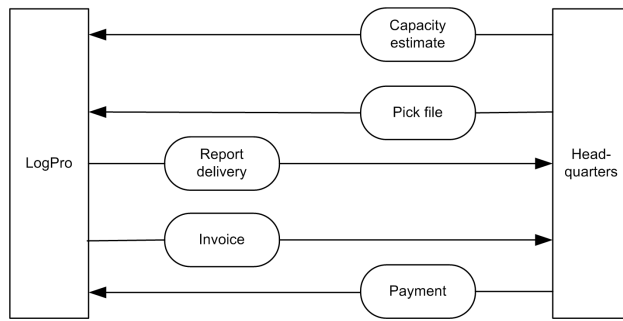 Capacity
estimate
Pick file
LogPro
Report
delivery
Head-
quarters
Invoice
Payment